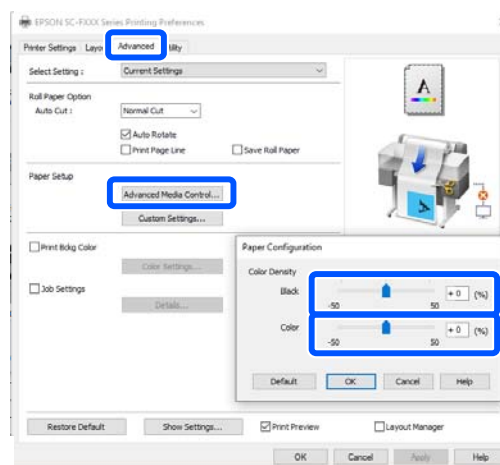 EPSON SC-FXXX Series Printing Preferences
Printer Settings Layo Advanced ility
Select Setting : Current Settings
Roll Paper Option
Auto Cut : Normal Cut
Auto Rotate
Print Page Line Save Roll Paper
Paper Setup
Advanced Media Control...
Custom Settings...
Print Bdkg Color
Color Settings...
Job Settings
Details...
A
Paper Configuration
Color Density
Black + 0 (%)
-50 50
Color + 0 (%)
-50 50
Default OK Cancel Help
Restore Default Show Settings... Print Preview Layout Manager
OK Cancel Apply Help